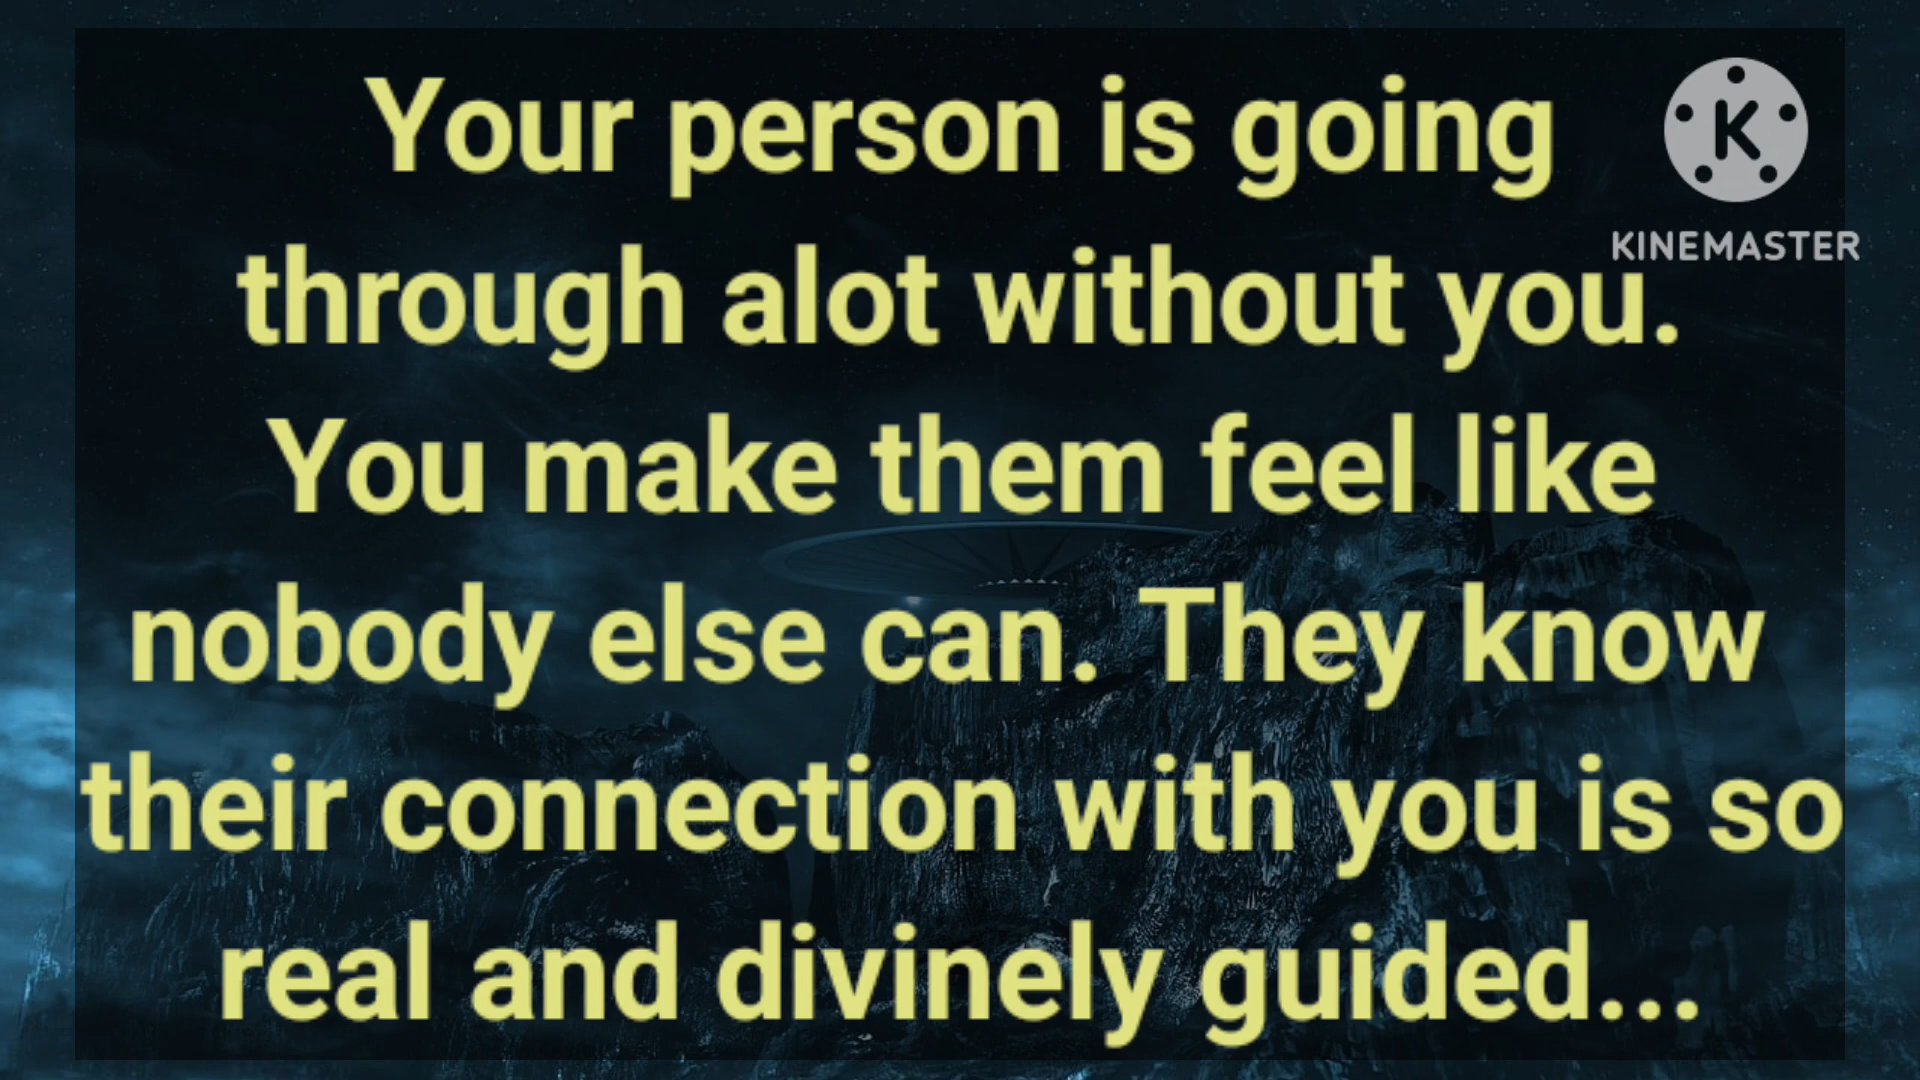 Your person is going
through alot without you.
You make them feel like
nobody else can. They know
their connection with you is so
real and divinely guided...
K
KINEMASTER